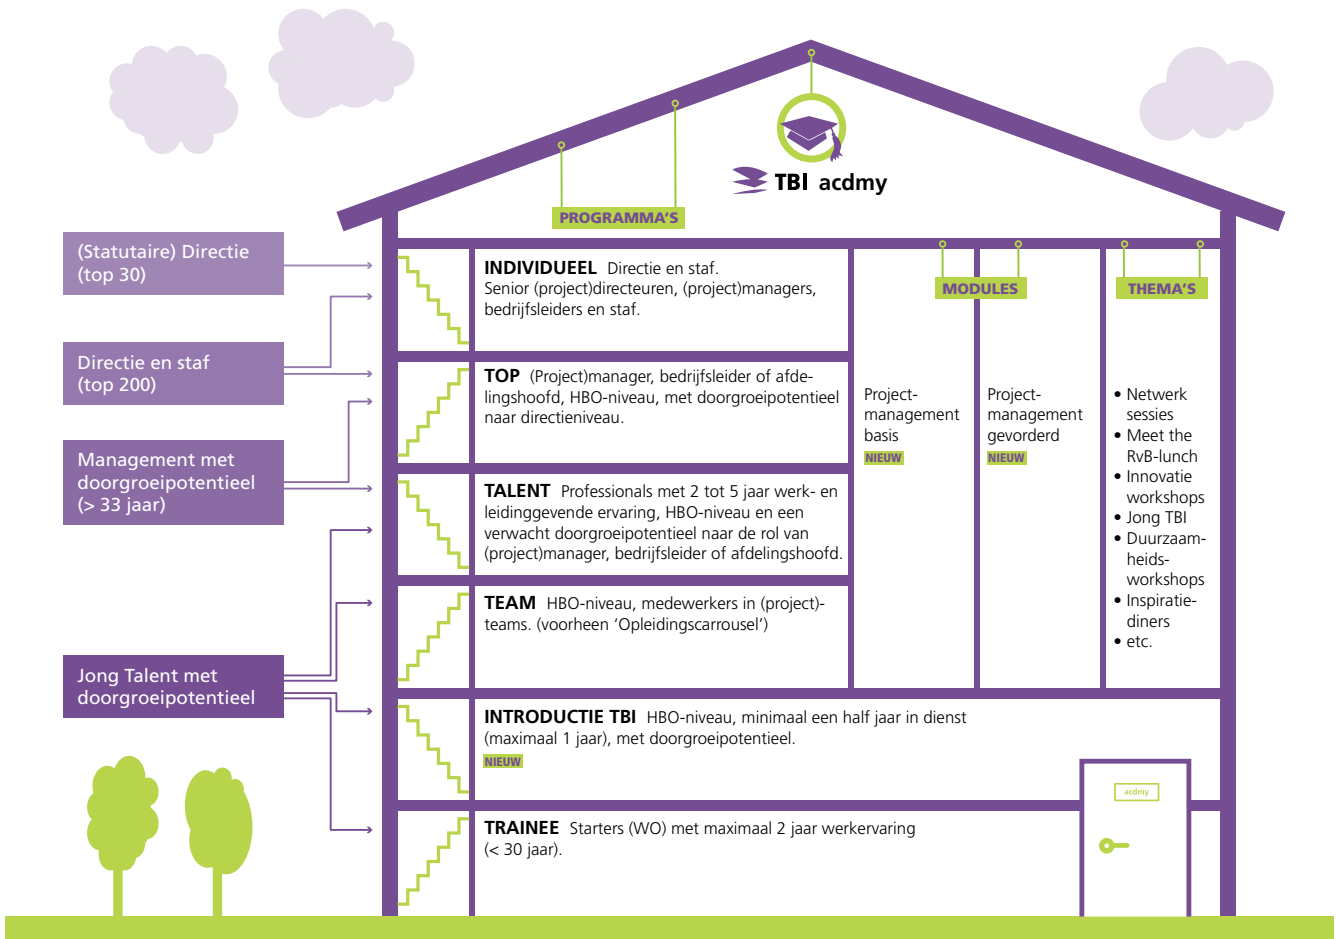 TBI acdmy
PROGRAMMA'S
(Statutaire) Directie
(top 30)
Directie en staf
(top 200)
Management met
doorgroeipotentieel
(> 33 jaar)
Jong Talent met
doorgroeipotentieel
INDIVIDUEEL Directie en staf.
Senior (project)directeuren, (project)managers,
bedrijfsleiders en staf.
TOP (Project)manager, bedrijfsleider of afde-
lingshoofd, HBO-niveau, met doorgroeipotentieel
naar directieniveau.
TALENT Professionals met 2 tot 5 jaar werk- en
leidinggevende ervaring, HBO-niveau en een
verwacht doorgroeipotentieel naar de rol van
(project)manager, bedrijfsleider of afdelingshoofd.
TEAM HBO-niveau, medewerkers in (project)-
teams. (voorheen ‘Opleidingscarrousel’)
MODULES
Project-
management
basis
NIEUW
Project-
management
gevorderd
NIEUW
THEMA'S
• Netwerk
sessies
• Meet the
RvB-lunch
• Innovatie
workshops
• Jong TBI
• Duurzaam-
heids-
workshops
• Inspiratie-
diners
• etc.
INTRODUCTIE TBI HBO-niveau, minimaal een half jaar in dienst
(maximaal 1 jaar), met doorgroeipotentieel.
NIEUW
TRAINEE Starters (WO) met maximaal 2 jaar werkervaring
(< 30 jaar).
acdmy